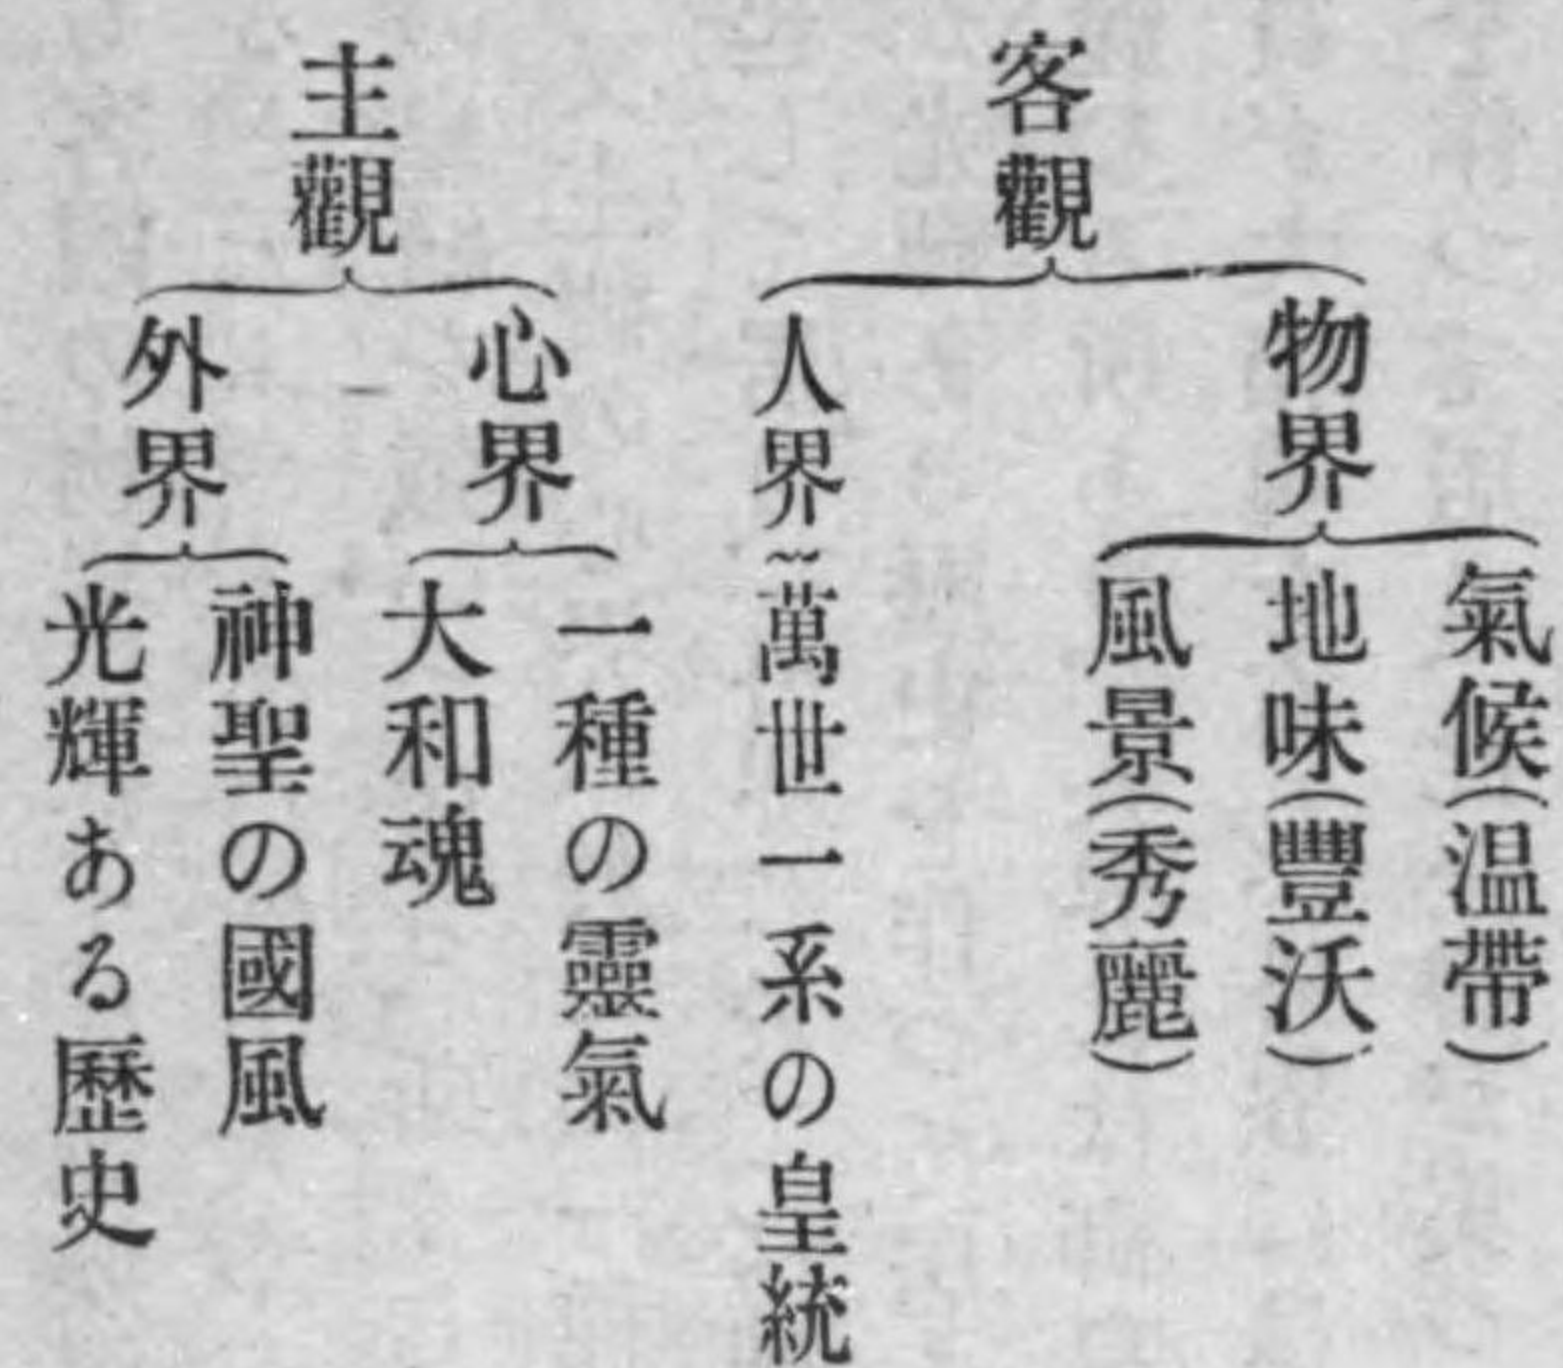 客觀
物界
氣候(温帶)
地味(豐沃)
風景(秀麗)
人界~萬世一系の皇統
主觀
心界
一種の靈氣
大和魂
外界
神聖の國風
光輝ある歷史